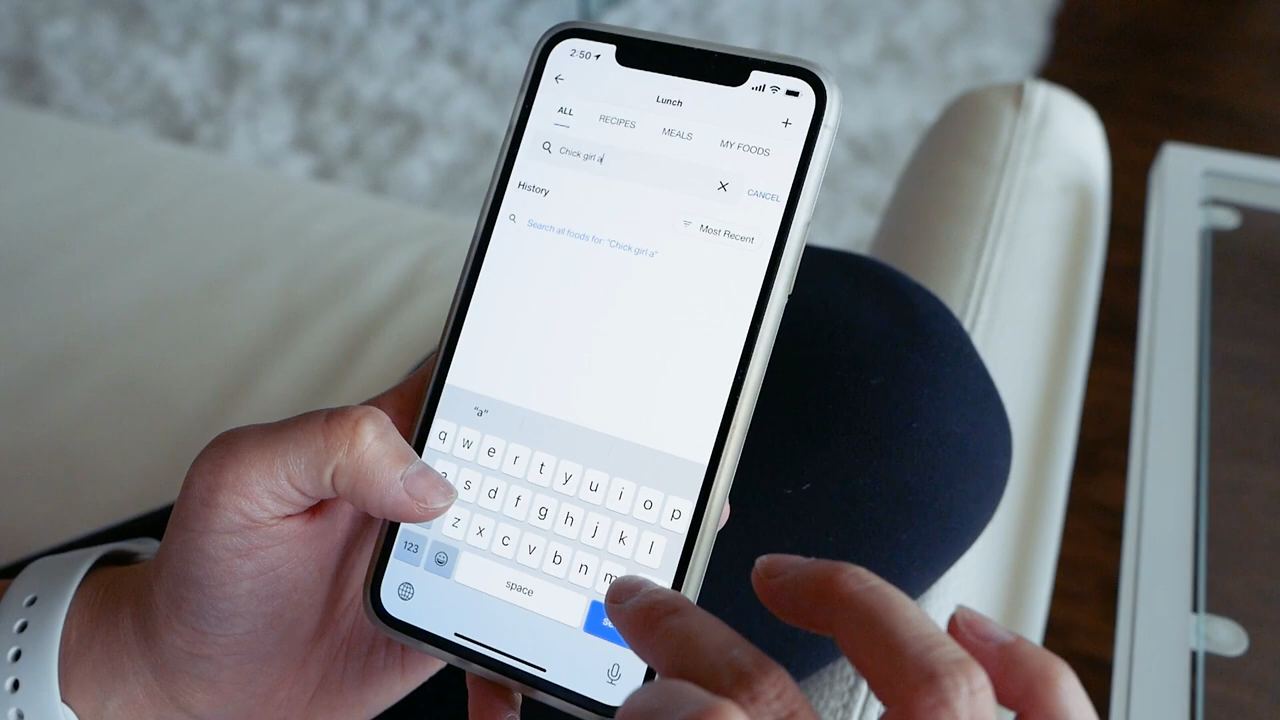 2:50
Lunch
ALL RECIPES MEALS MY FOODS
Chick girl a
CANCEL
History
Most Recent
Search all foods for "Chick girl a"
"a"
q w e r t y u i o p
s d f g h j k l
z x c v b n m
123 space